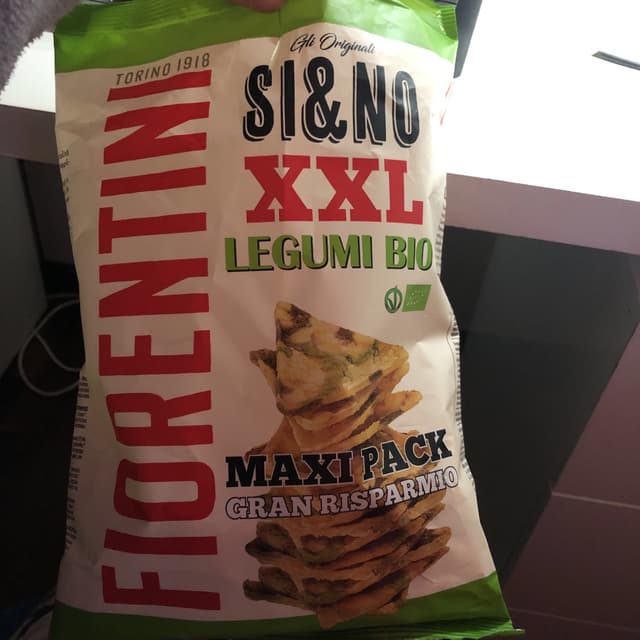 Gli Originali
TORINO 1918
FIORENTINI
SI&NO
XXL
LEGUMI BIO
MAXI PACK
GRAN RISPARMIO